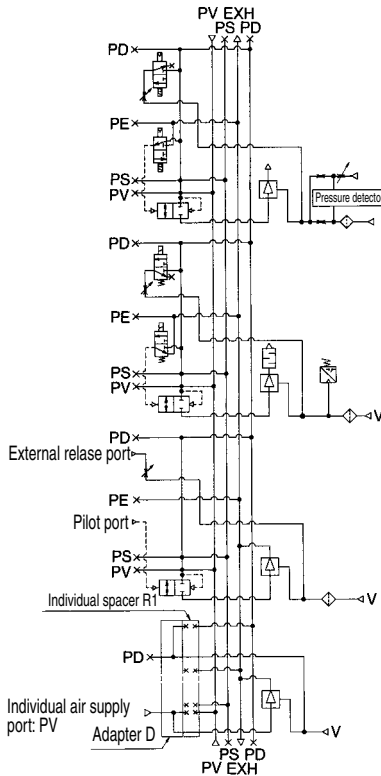 PV EXH
PS PD
PD
PE
PS
PV
Pressure detecto
PD
PE
PS
PV
V
PD
External relase port
PE
Pilot port
PS
PV
V
Individual spacer R1
PD
Individual air supply
port: PV
Adapter D
V
PS PD
PV EXH